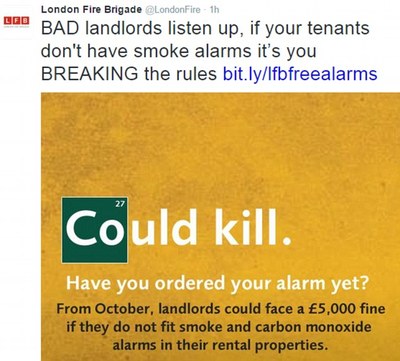 London Fire Brigade @LondonFire · 1h
LFB
BAD landlords listen up, if your tenants
don't have smoke alarms it's you
BREAKING the rules bit.ly/lfbfreealarms
27
Could kill.
Have you ordered your alarm yet?
From October, landlords could face a £5,000 fine
if they do not fit smoke and carbon monoxide
alarms in their rental properties.